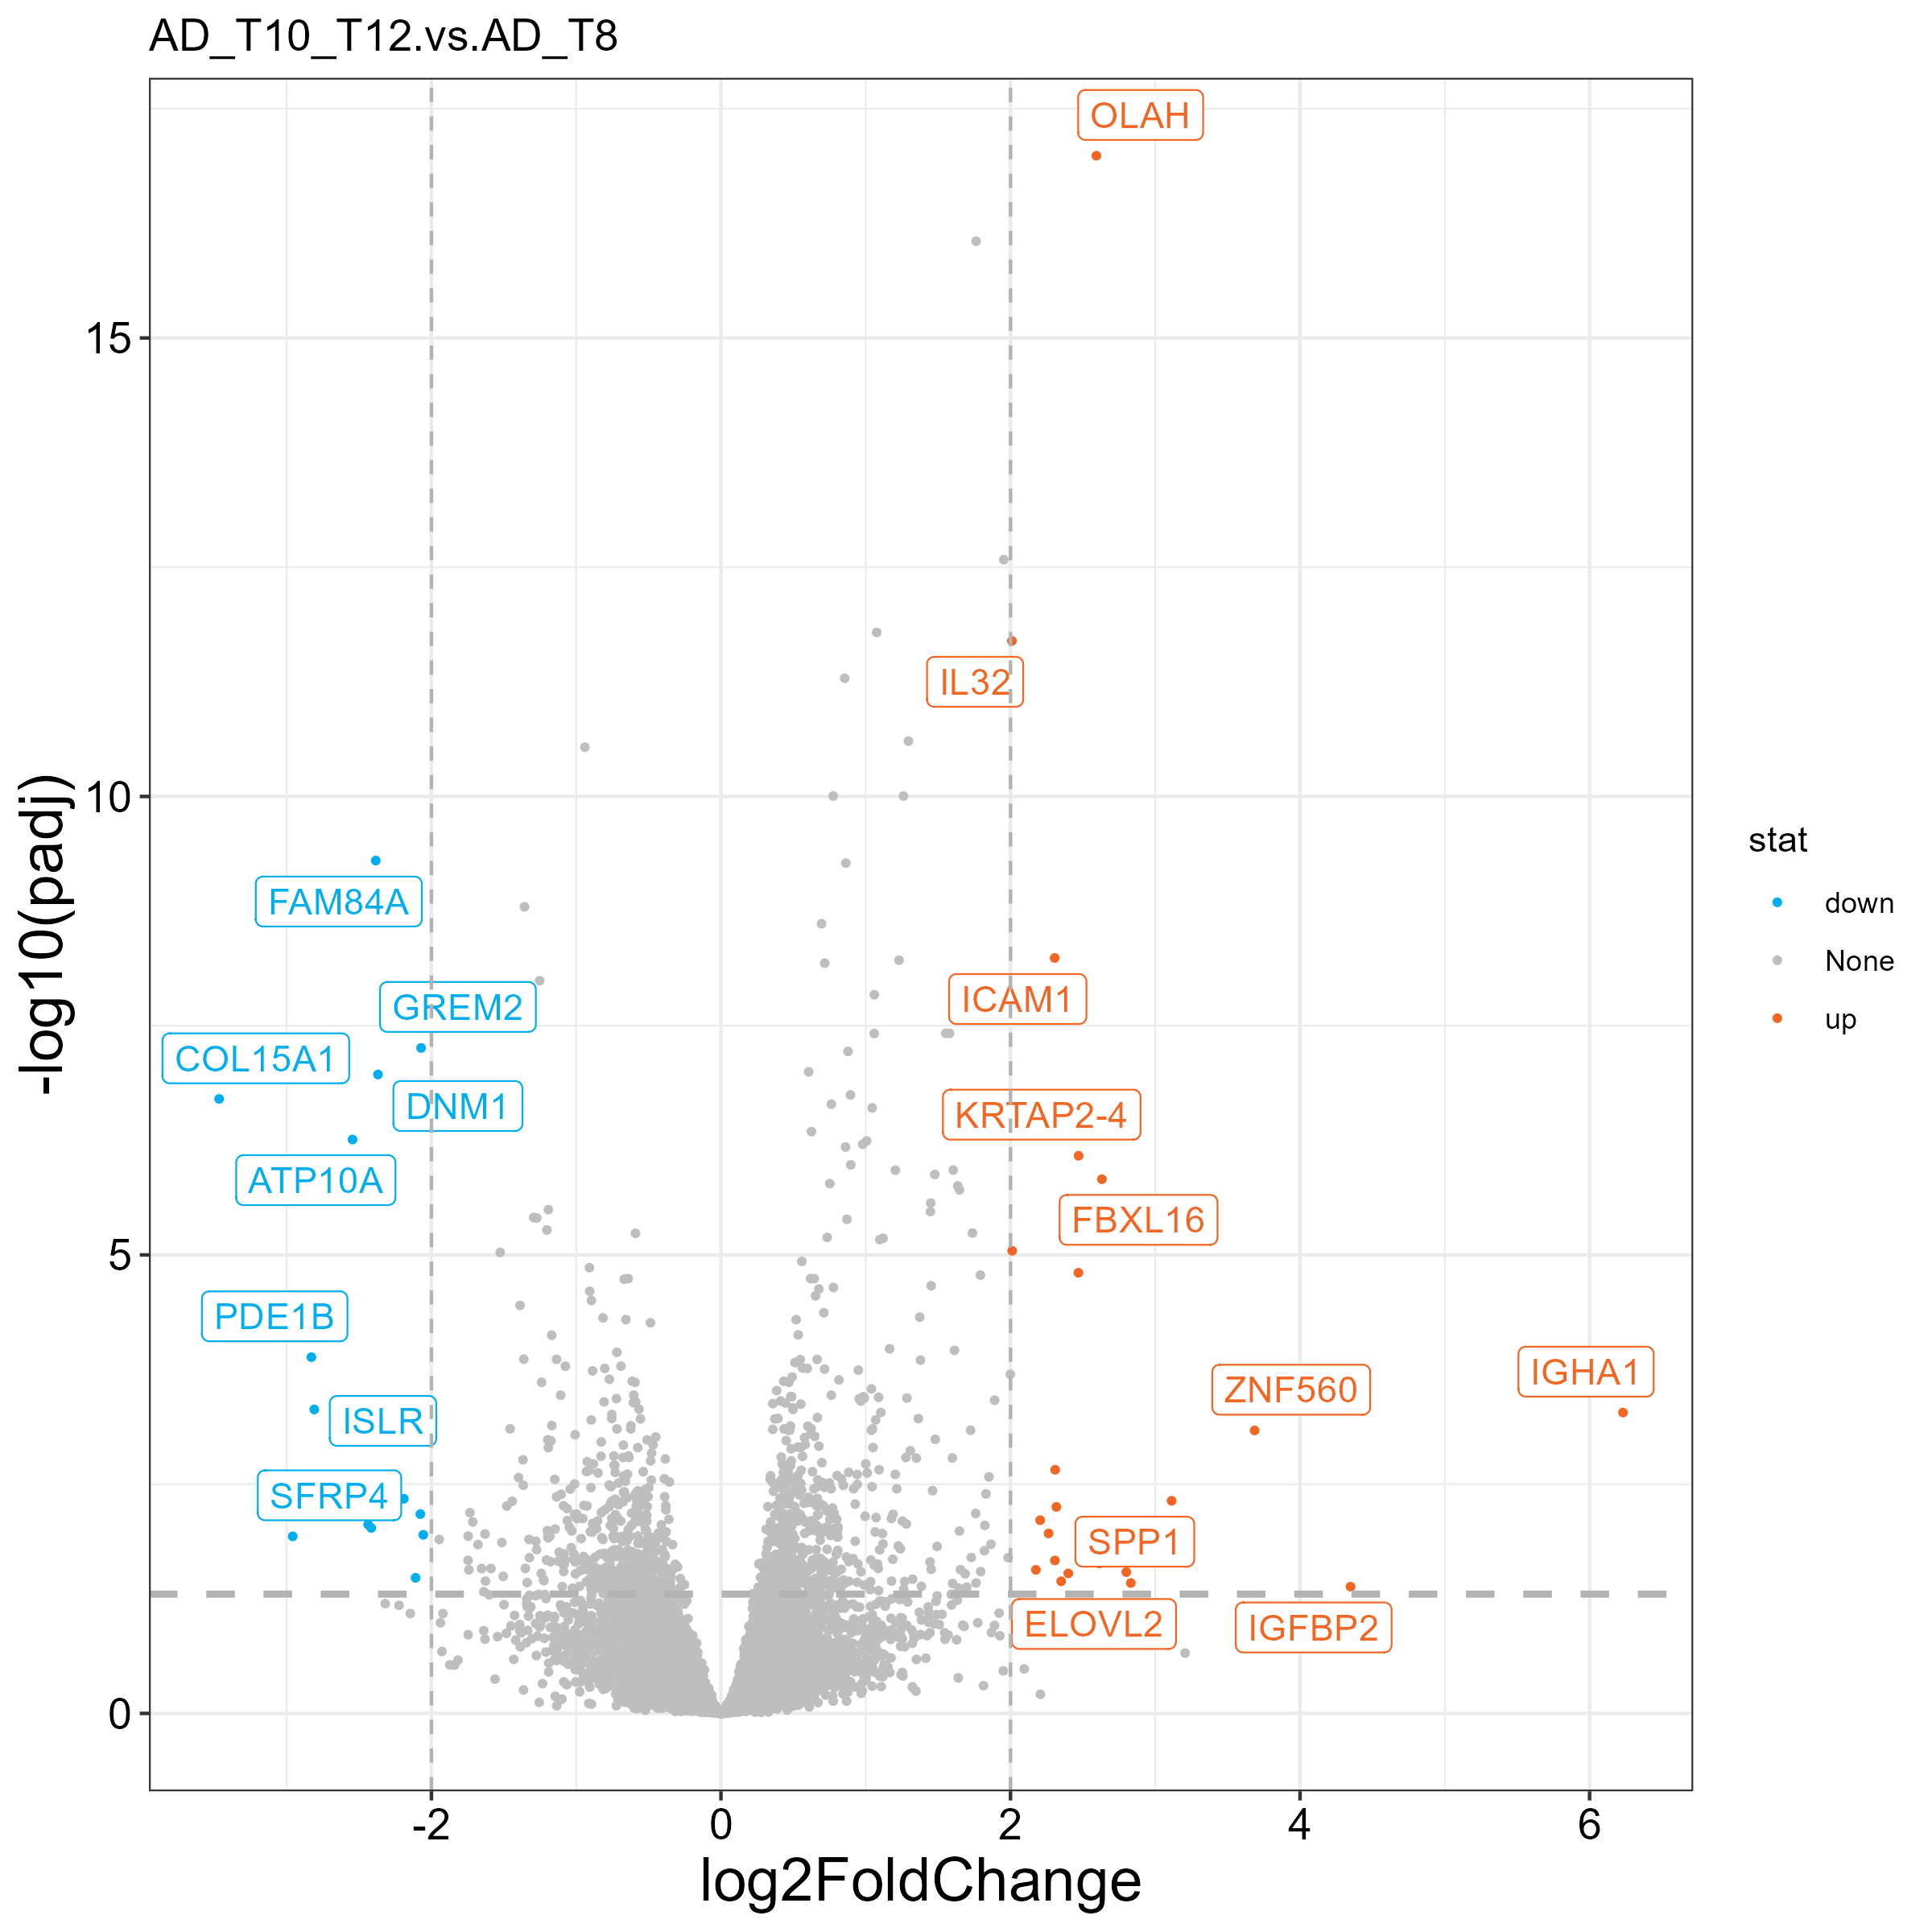 AD_T10_T12.vs.AD_T8
OLAH
15
IL32
10
FAM84A
GREM2
ICAM1
COL15A1
DNM1
KRTAP2-4
ATP10A
FBXL16
5
PDE1B
IGHA1
ZNF560
ISLR
SFRP4
SPP1
ELOVL2
IGFBP2
0
-2
0
2
4
6
log2FoldChange
-log10(padj)
stat
down
None
up